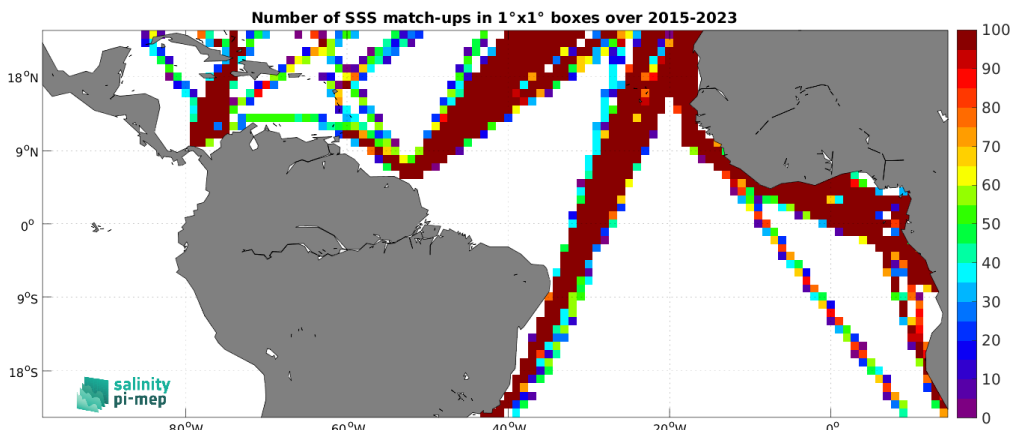 Number of SSS match-ups in 1°x1° boxes over 2015-2023
100
90
80
70
60
50
40
30
20
10
0
18°N
9°N
0°
9°S
18°S
80°W
60°W
40°W
20°W
0°
salinity
pi-mep